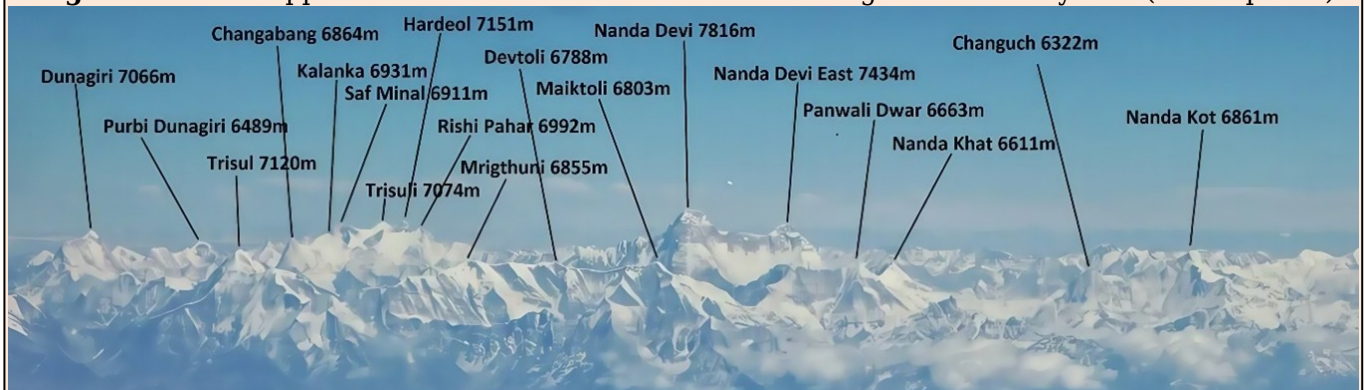 Hardeol 7151m
Changabang 6864m
Nanda Devi 7816m
Changuch 6322m
Devtoli 6788m
Kalanka 6931m
Dunagiri 7066m
Nanda Devi East 7434m
Saf Minal 6911m
Maiktoli 6803m
Panwali Dwar 6663m
Nanda Kot 6861m
Purbi Dunagiri 6489m
Rishi Pahar 6992m
Nanda Khat 6611m
Trisul 7120m
Mrigthuni 6855m
Trisuli 7074m